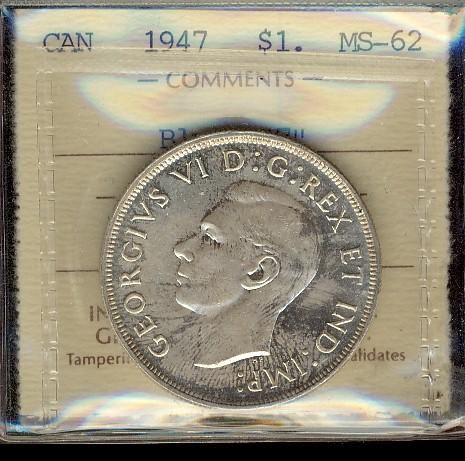 CAN 1947 $1. MS-62
COMMENTS
GEORGIVS VI D:G:REX ET IND:IMP:
Tamperi alidates